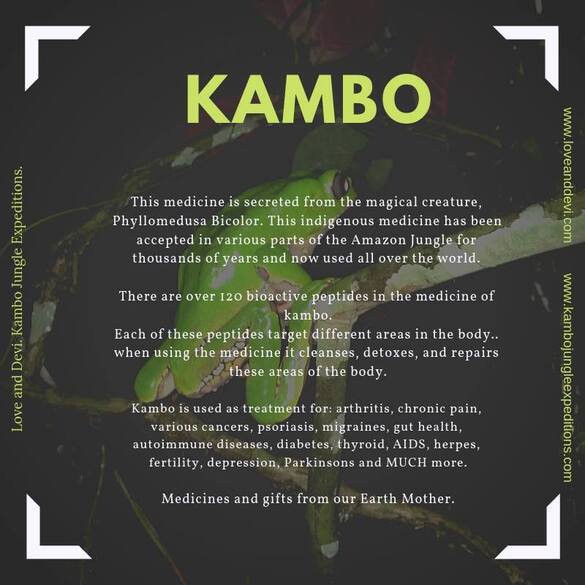 KAMBO
This medicine is secreted from the magical creature,
Phyllomedusa Bicolor. This indigenous medicine has been
accepted in various parts of the Amazon Jungle for
thousands of years and now used all over the world.
There are over 120 bioactive peptides in the medicine of
kambo.
Each of these peptides target different areas in the body..
when using the medicine it cleanses, detoxes, and repairs
these areas of the body.
Kambo is used as treatment for: arthritis, chronic pain,
various cancers, psoriasis, migraines, gut health,
autoimmune diseases, diabetes, thyroid, AIDS, herpes,
fertility, depression, Parkinsons and MUCH more.
Medicines and gifts from our Earth Mother.
Love and Devi. Kambo Jungle Expeditions.
www.loveanddevi.com www.kambojungleexpeditions.com